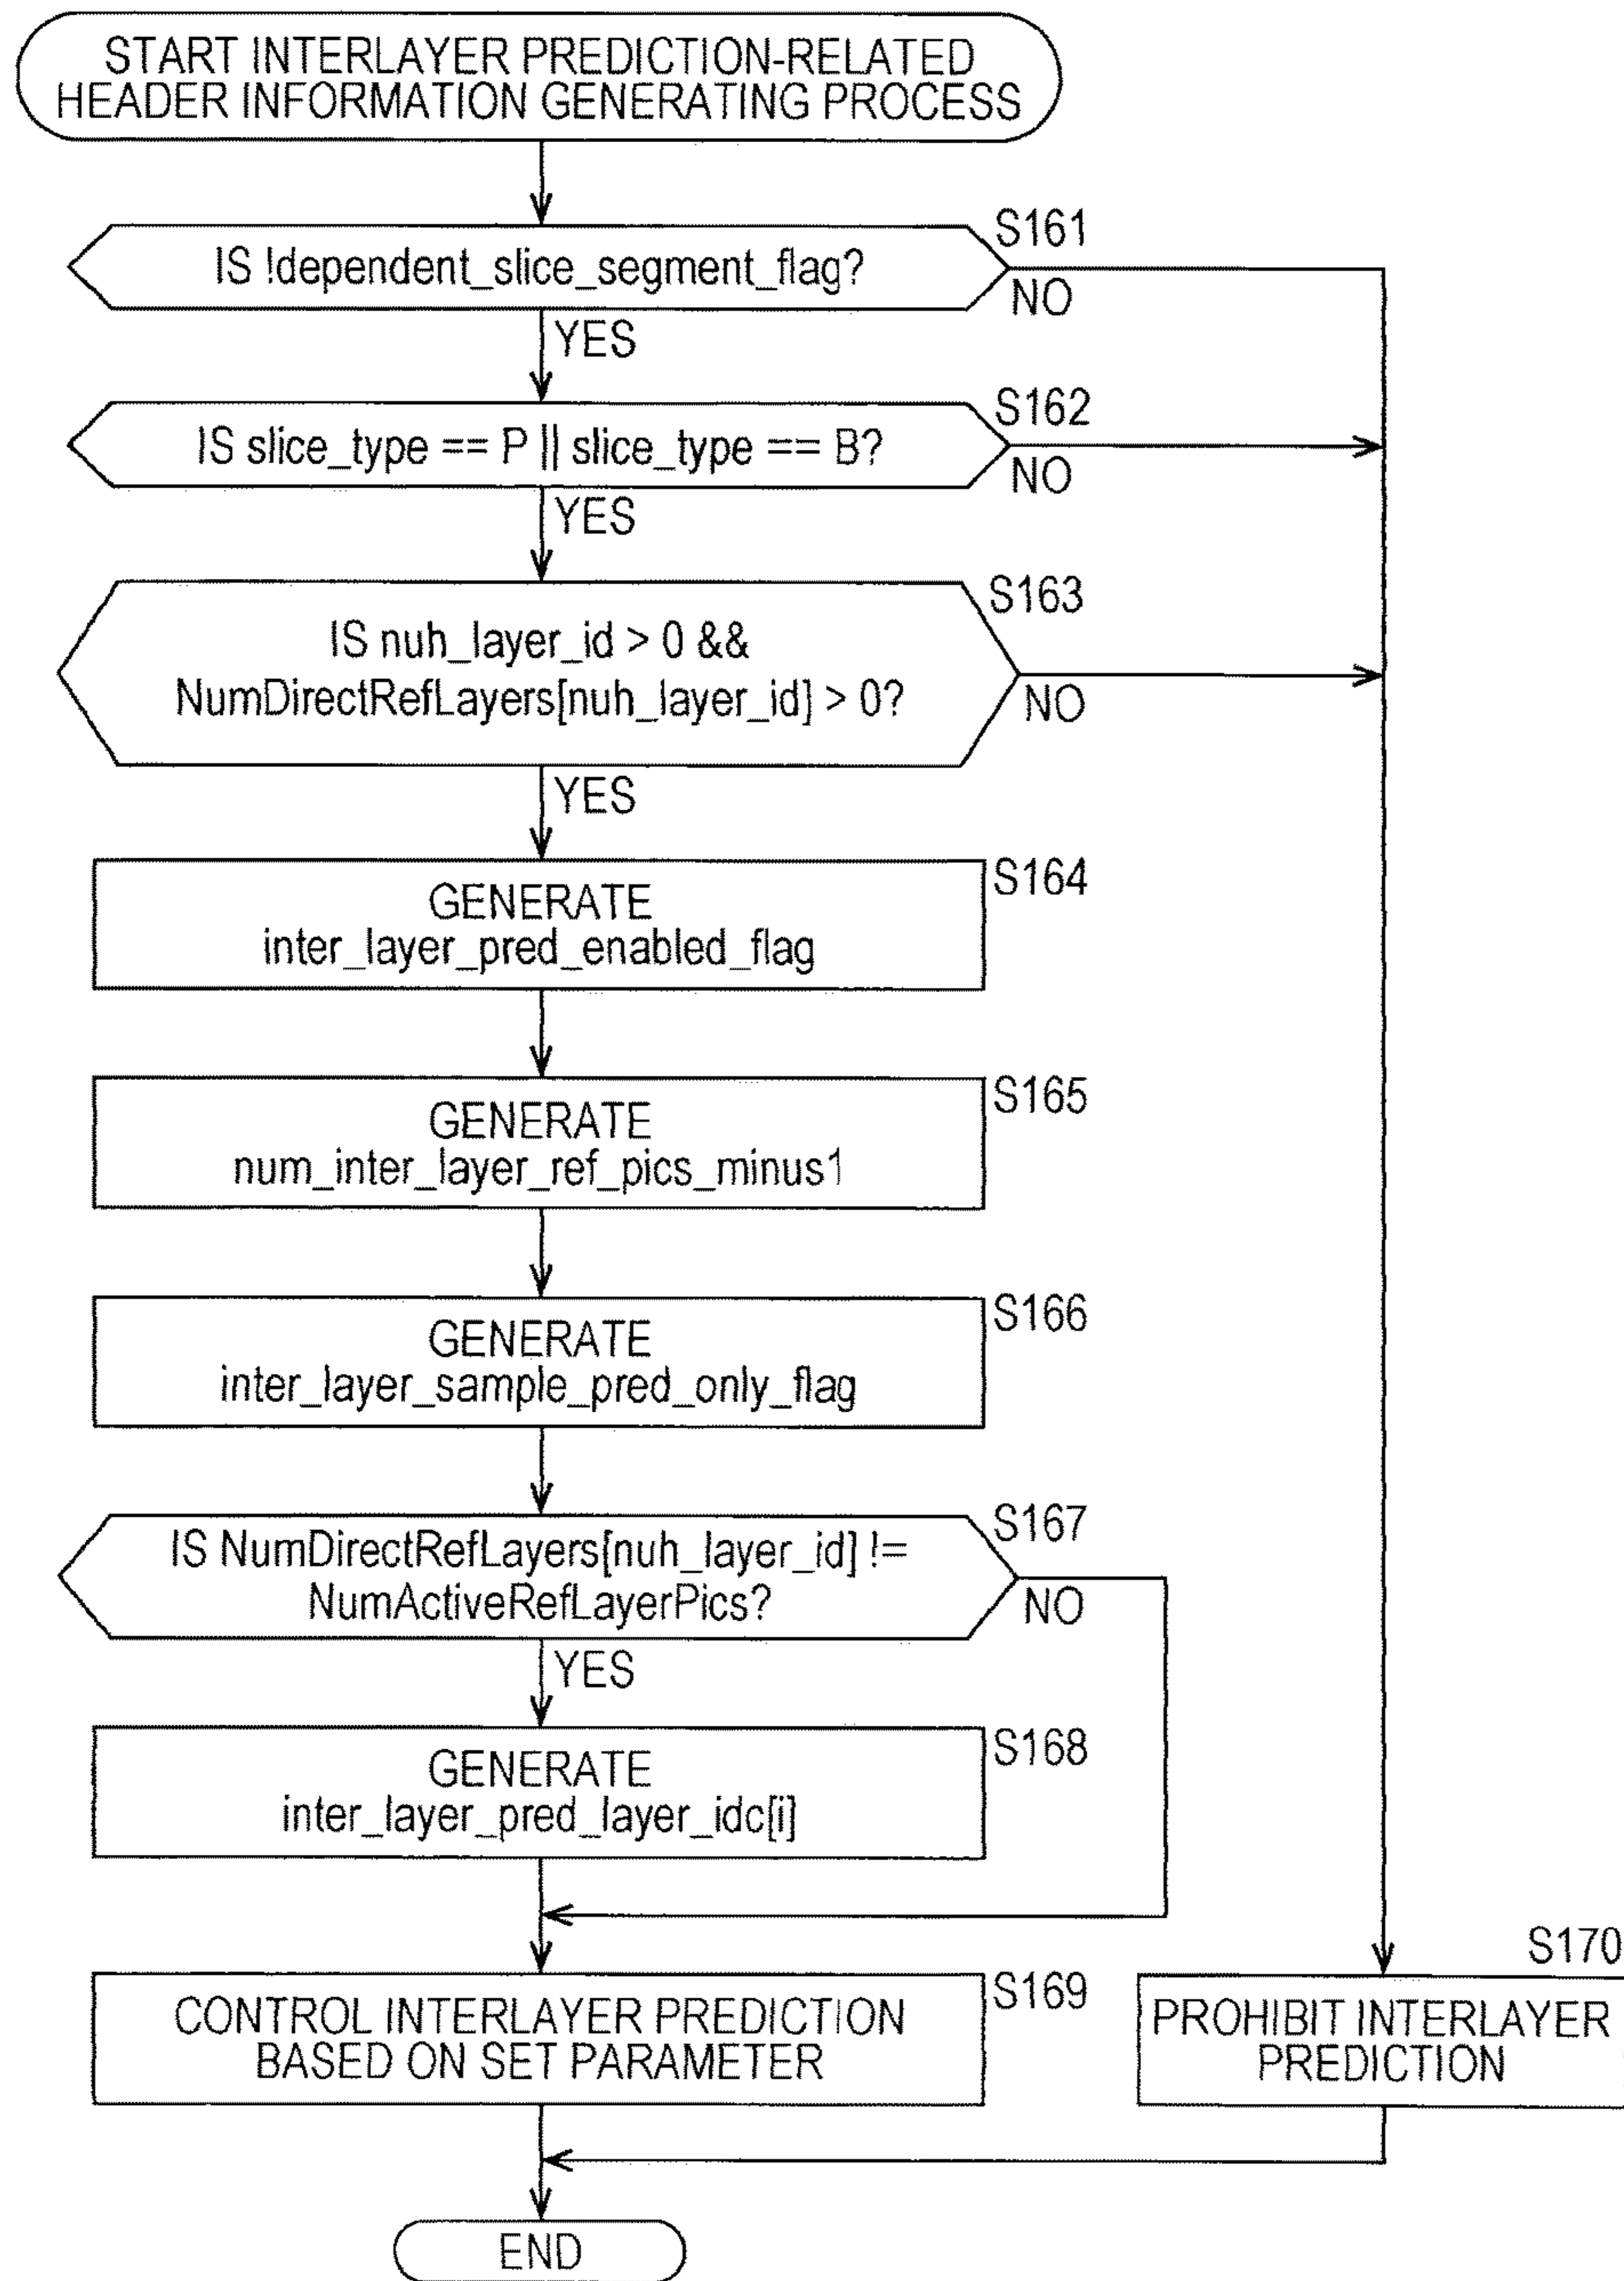 START INTERLAYER PREDICTION-RELATED
HEADER INFORMATION GENERATING PROCESS
S161
IS !dependent_slice_segment_flag?
NO
YES
S162
IS slice_type == P || slice_type == B?
NO
YES
S163
IS nuh_layer_id > 0 &&
NumDirectRefLayers[nuh_layer_id] > 0?
NO
YES
S164
GENERATE
inter_layer_pred_enabled_flag
S165
GENERATE
num_inter_layer_ref_pics_minus1
S166
GENERATE
inter_layer_sample_pred_only_flag
S167
IS NumDirectRefLayers[nuh_layer_id] !=
NumActiveRefLayerPics?
NO
YES
S168
GENERATE
inter_layer_pred_layer_idc[i]
S169
CONTROL INTERLAYER PREDICTION
BASED ON SET PARAMETER
S170
PROHIBIT INTERLAYER
PREDICTION
END